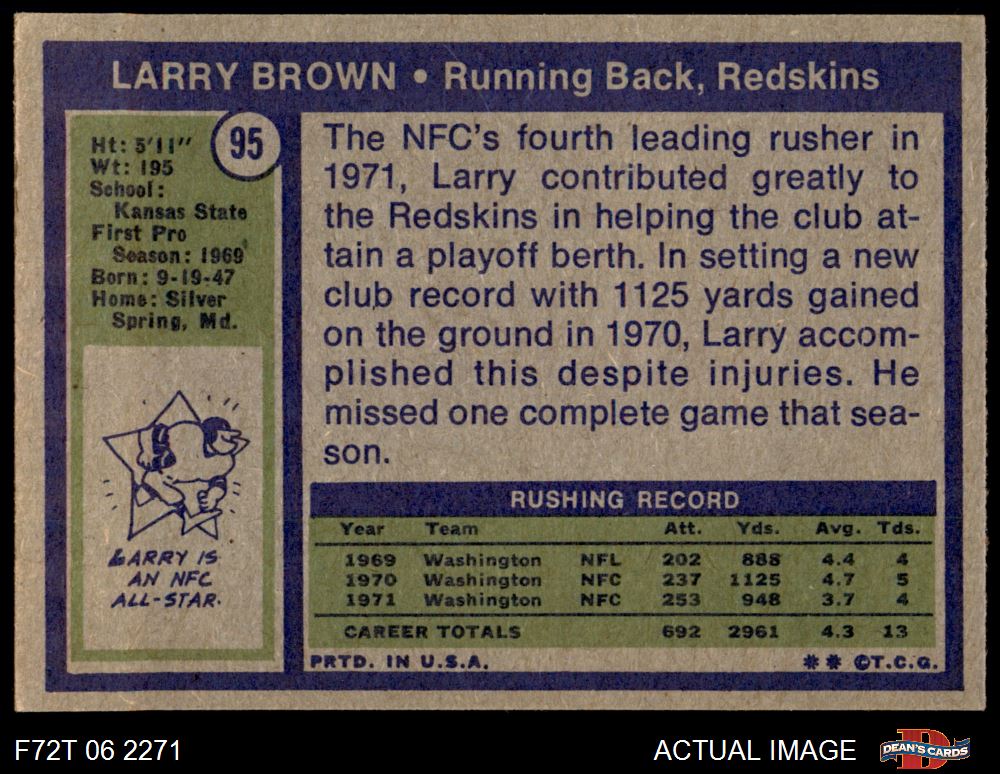 LARRY BROWN • Running Back, Redskins
95
Ht: 5'11"
Wt: 195
School:
Kansas State
First Pro
Season: 1969
Born: 9-19-47
Home: Silver
Spring, Md.
LARRY IS
AN NFC
ALL-STAR.
The NFC's fourth leading rusher in
1971, Larry contributed greatly to
the Redskins in helping the club at-
tain a playoff berth. In setting a new
club record with 1125 yards gained
on the ground in 1970, Larry accom-
plished this despite injuries. He
missed one complete game that sea-
son.
RUSHING RECORD
Year Team Att. Yds. Avg. Tds.
1969 Washington NFL 202 888 4.4 4
1970 Washington NFC 237 1125 4.7 5
1971 Washington NFC 253 948 3.7 4
CAREER TOTALS 692 2961 4.3 13
PRTD. IN U.S.A. ** ©T.C.G.
F72T 06 2271 ACTUAL IMAGE D DEAN'S CARDS